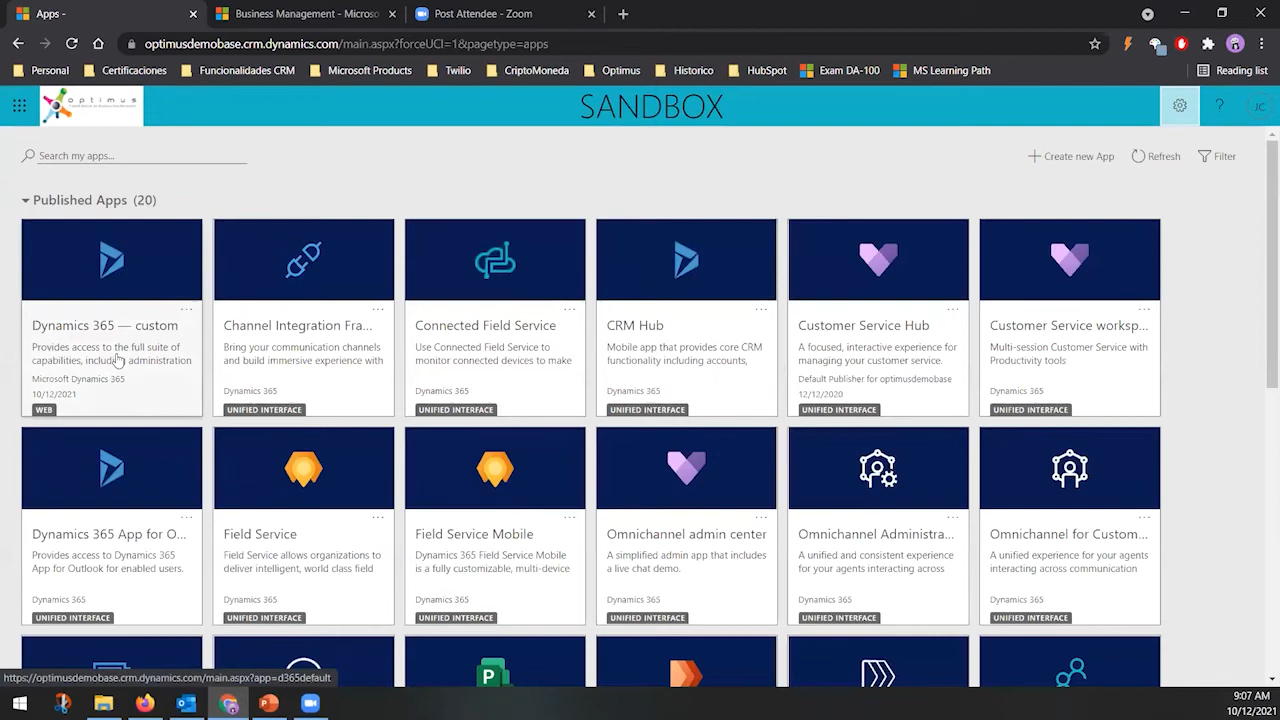 Apps -
Business Management - Microso
Post Attendee - Zoom
optimusdemobase.crm.dynamics.com/main.aspx?forceUCI=1&pagetype=apps
Personal
Certificaciones
Funcionalidades CRM
Microsoft Products
Twilio
CriptoMoneda
Optimus
Historico
HubSpot
Exam DA-100
MS Learning Path
Reading list
optimus
SANDBOX
?
JC
Search my apps...
Create new App
Refresh
Filter
Published Apps (20)
Dynamics 365 — custom
Provides access to the full suite of
capabilities, including administration
Microsoft Dynamics 365
10/12/2021
WEB
Channel Integration Fra...
Bring your communication channels
and build immersive experience with
Dynamics 365
UNIFIED INTERFACE
Connected Field Service
Use Connected Field Service to
monitor connected devices to make
Dynamics 365
UNIFIED INTERFACE
CRM Hub
Mobile app that provides core CRM
functionality including accounts,
Dynamics 365
UNIFIED INTERFACE
Customer Service Hub
A focused, interactive experience for
managing your customer service.
Default Publisher for optimusdemobase
12/12/2020
UNIFIED INTERFACE
Customer Service worksp...
Multi-session Customer Service with
Productivity tools
Dynamics 365
UNIFIED INTERFACE
Dynamics 365 App for O...
Provides access to Dynamics 365
App for Outlook for enabled users.
Dynamics 365
UNIFIED INTERFACE
Field Service
Field Service allows organizations to
deliver intelligent, world class field
Dynamics 365
UNIFIED INTERFACE
Field Service Mobile
Dynamics 365 Field Service Mobile
is a fully customizable, multi-device
Dynamics 365
UNIFIED INTERFACE
Omnichannel admin center
A simplified admin app that includes
a live chat demo.
Dynamics 365
UNIFIED INTERFACE
Omnichannel Administra...
A unified and consistent experience
for your agents interacting across
Dynamics 365
UNIFIED INTERFACE
Omnichannel for Custom...
A unified experience for your agents
interacting across communication
Dynamics 365
UNIFIED INTERFACE
https://optimusdemobase.crm.dynamics.com/main.aspx?app=d365default
9:07 AM
10/12/2021